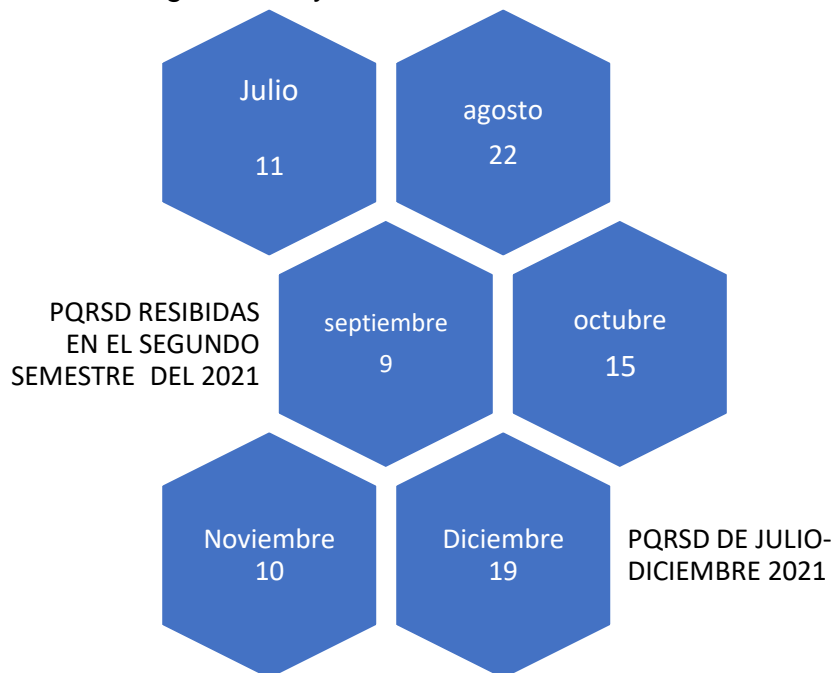 Julio
11
agosto
22
PQRSD RESIBIDAS
EN EL SEGUNDO
SEMESTRE DEL 2021
septiembre
9
octubre
15
Noviembre
10
Diciembre
19
PQRSD DE JULIO-
DICIEMBRE 2021